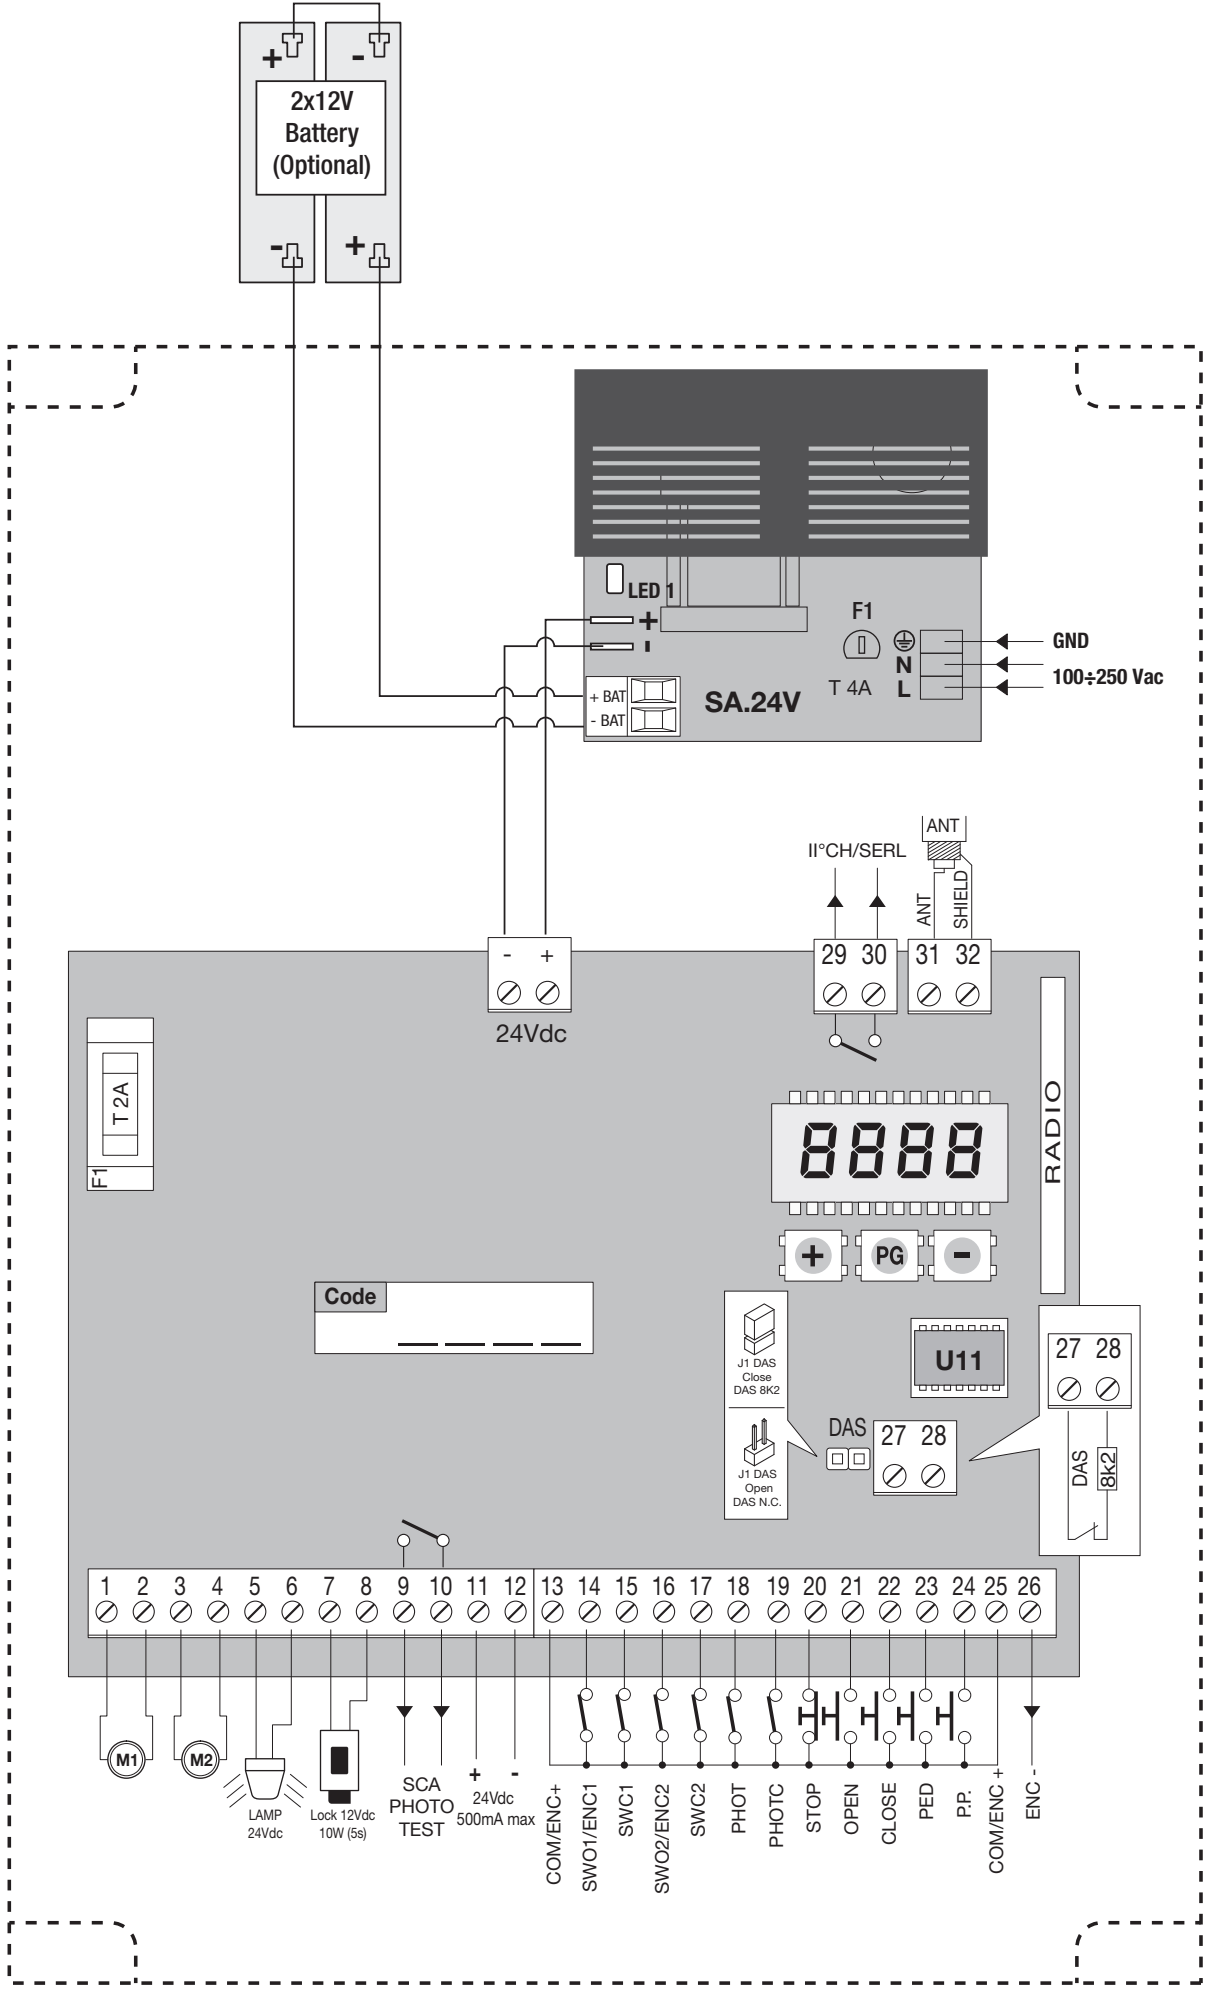 + -
2x12V
Battery
(Optional)
- +
LED 1
+
-
F1
T 4A
N
L
GND
100÷250 Vac
+ BAT
- BAT
SA.24V
ANT
II°CH/SERL
ANT
SHIELD
- +
24Vdc
29 30
31 32
T 2A
F1
8888
RADIO
+ PG -
Code
J1 DAS
Close
DAS 8K2
J1 DAS
Open
DAS N.C.
U11
DAS
27 28
27 28
DAS
8k2
1 2 3 4 5 6 7 8 9 10 11 12 13 14 15 16 17 18 19 20 21 22 23 24 25 26
M1
M2
LAMP
24Vdc
Lock 12Vdc
10W (5s)
SCA
PHOTO
TEST
+ -
24Vdc
500mA max
COM/ENC+
SWO1/ENC1
SWC1
SWO2/ENC2
SWC2
PHOT
PHOTC
STOP
OPEN
CLOSE
PED
P.P.
COM/ENC +
ENC -